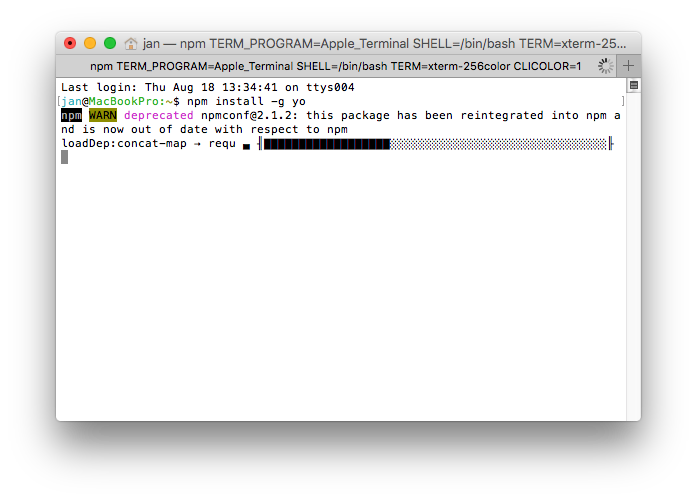 jan — npm TERM_PROGRAM=Apple_Terminal SHELL=/bin/bash TERM=xterm-25...
npm TERM_PROGRAM=Apple_Terminal SHELL=/bin/bash TERM=xterm-256color CLICOLOR=1
Last login: Thu Aug 18 13:34:41 on ttys004
[jan@MacBookPro:~$ npm install -g yo ]
npm WARN deprecated npmconf@2.1.2: this package has been reintegrated into npm a
nd is now out of date with respect to npm
loadDep:concat-map → requ ▄ ╢██████████████████░░░░░░░░░░░░░░░░░░░░░░░░░░░░░░░░╟